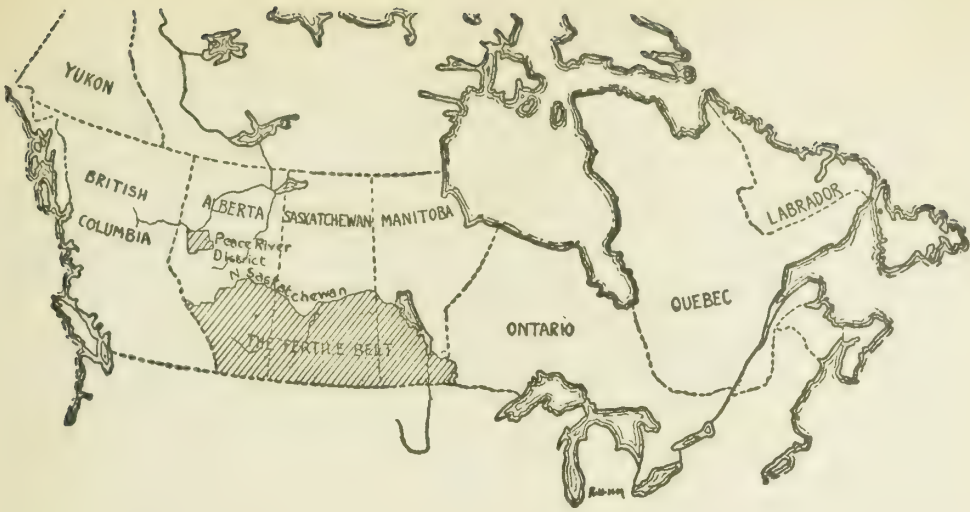 YUKON
BRITISH
COLUMBIA
ALBERTA
SASKATCHEWAN
MANITOBA
Peace River
District
N Saskatchewan
THE FERTILE BELT
ONTARIO
QUEBEC
LABRADOR